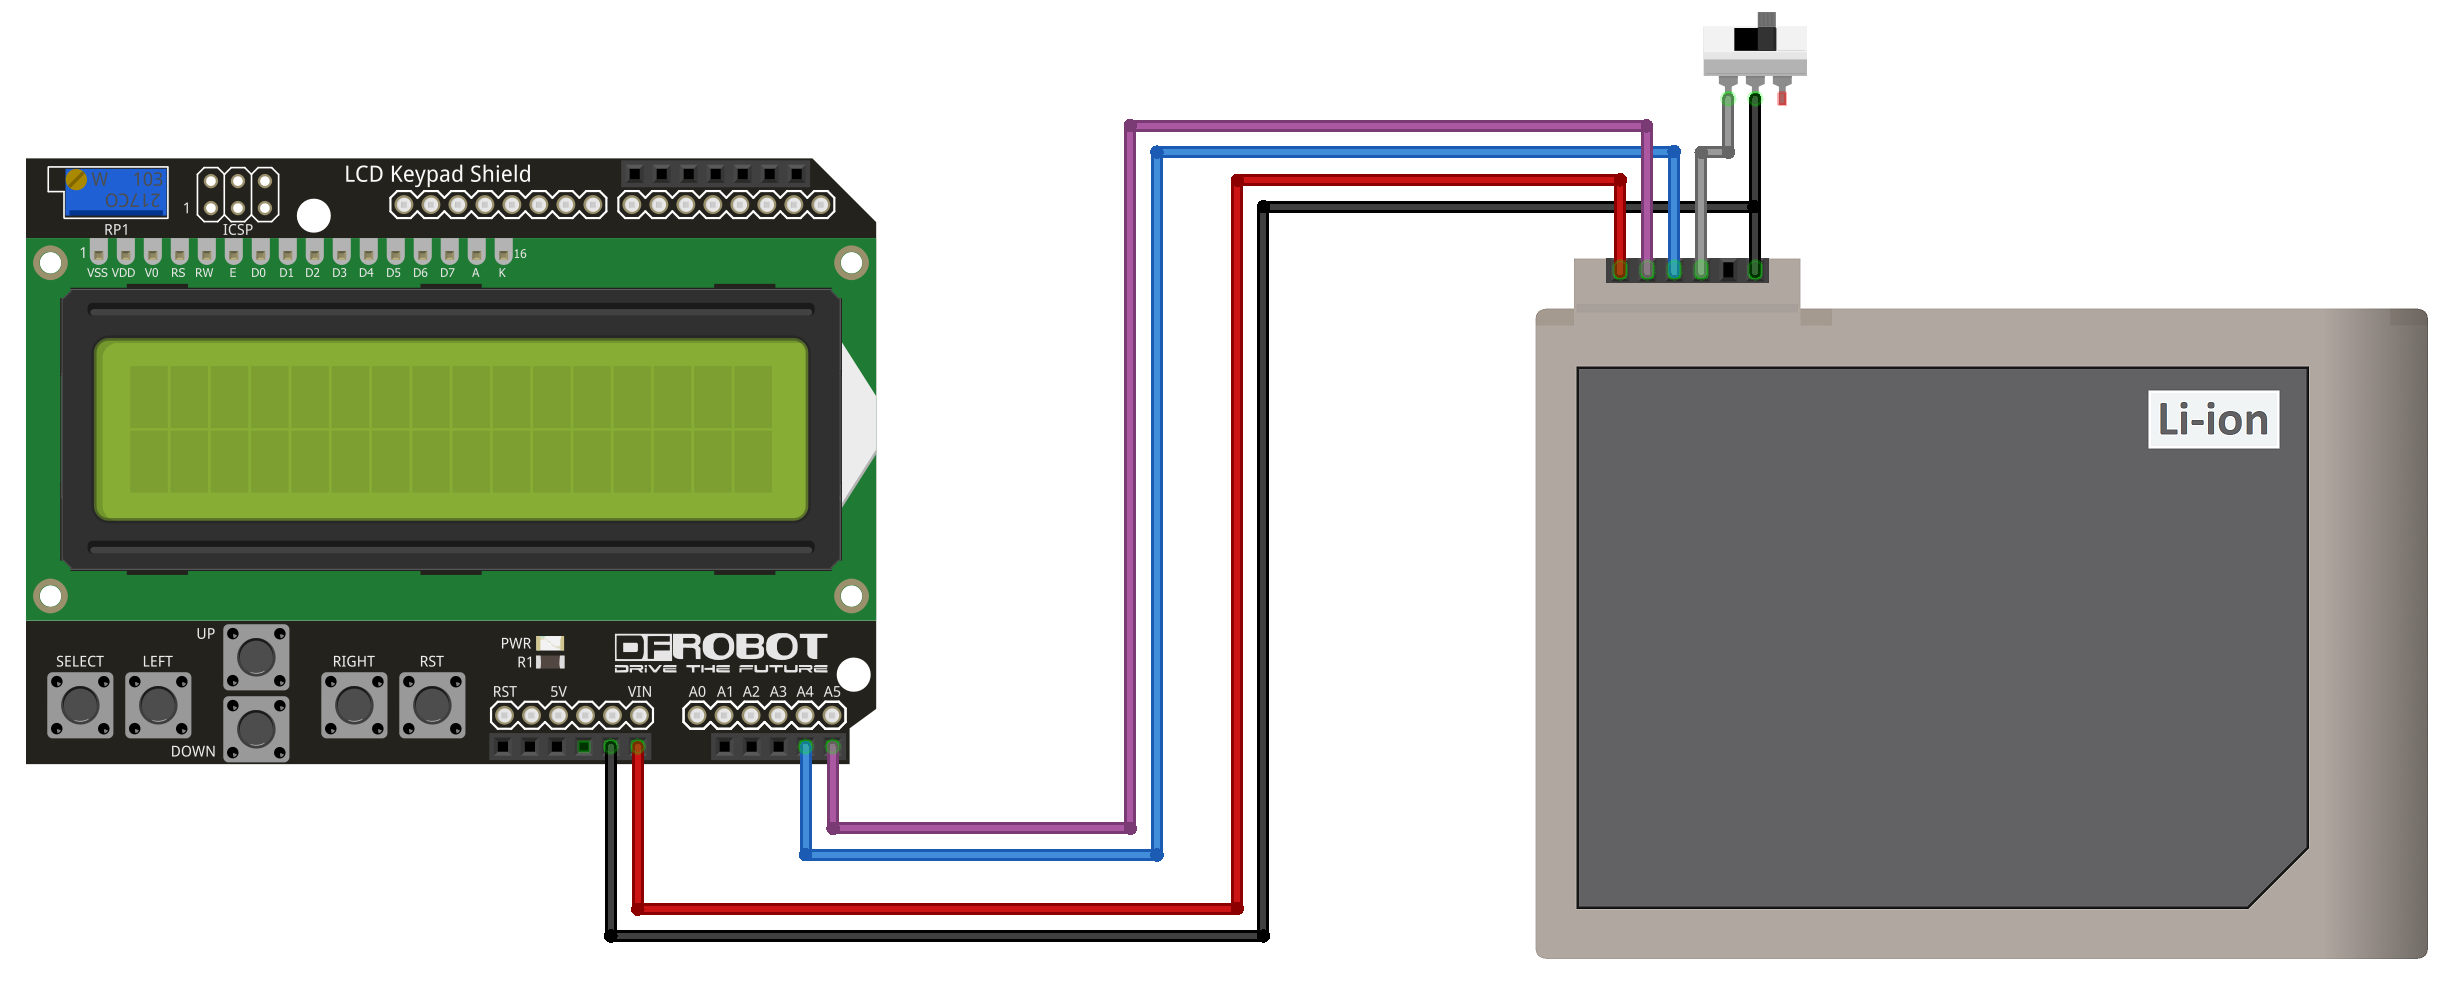 LCD Keypad Shield
W 103
217CO
1
RP1
ICSP
1
16
VSS VDD V0 RS RW E D0 D1 D2 D3 D4 D5 D6 D7 A K
Li-ion
UP
SELECT
LEFT
RIGHT
RST
DOWN
PWR
R1
DFROBOT
DRIVE THE FUTURE
RST 5V VIN
A0 A1 A2 A3 A4 A5